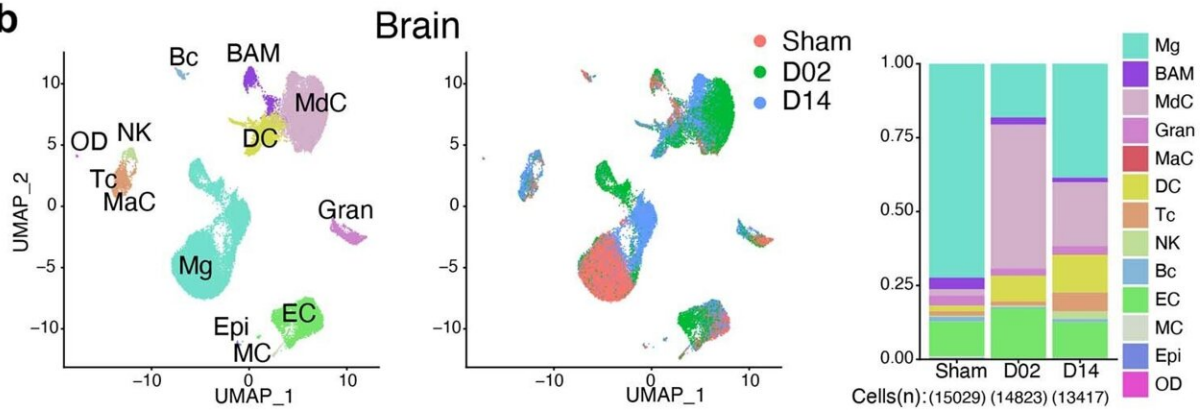 b
Brain
Bc
BAM
MdC
DC
OD
NK
Tc
MaC
Gran
Mg
EC
Epi
MC
10
5
0
−5
−10
UMAP_2
−10 0 10
UMAP_1
Sham
D02
D14
10
5
0
−5
−10
−10 0 10
UMAP_1
1.00
0.75
0.50
0.25
0.00
Sham D02 D14
Cells(n): (15029) (14823) (13417)
Mg
BAM
MdC
Gran
MaC
DC
Tc
NK
Bc
EC
MC
Epi
OD